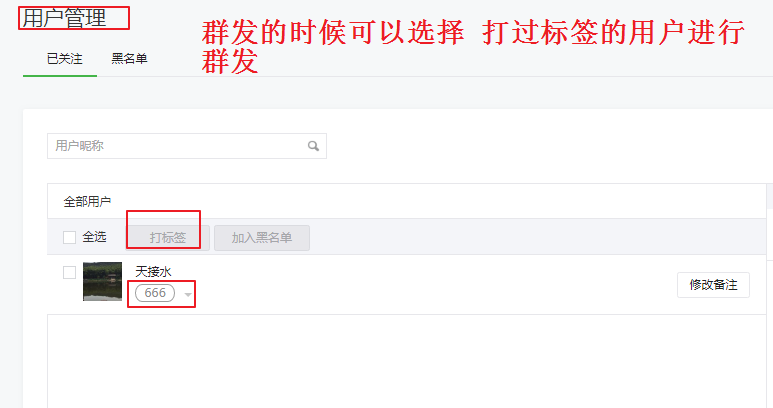 用户管理
群发的时候可以选择 打过标签的用户进行
群发
已关注 黑名单
用户昵称
全部用户
全选 打标签 加入黑名单
天接水
666
修改备注